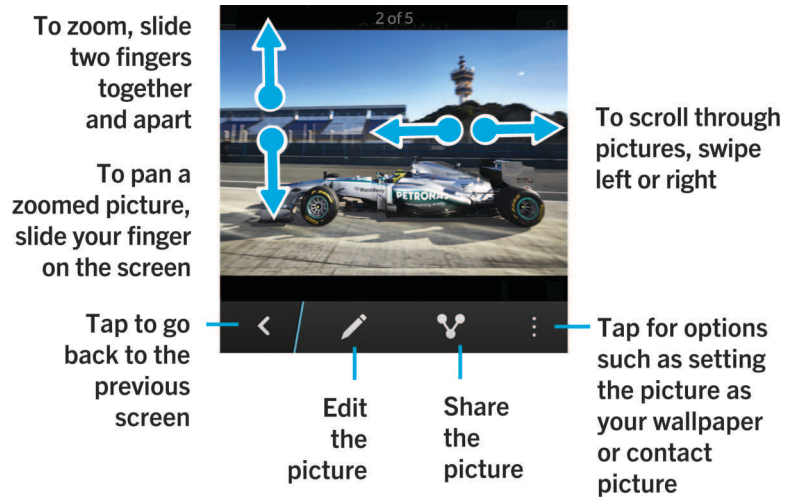 2 of 5
To zoom, slide
two fingers
together
and apart
To pan a
zoomed picture,
slide your finger
on the screen
Tap to go
back to the
previous
screen
Edit
the
picture
Share
the
picture
To scroll through
pictures, swipe
left or right
Tap for options
such as setting
the picture as
your wallpaper
or contact
picture
BlackBerry
PETRONAS